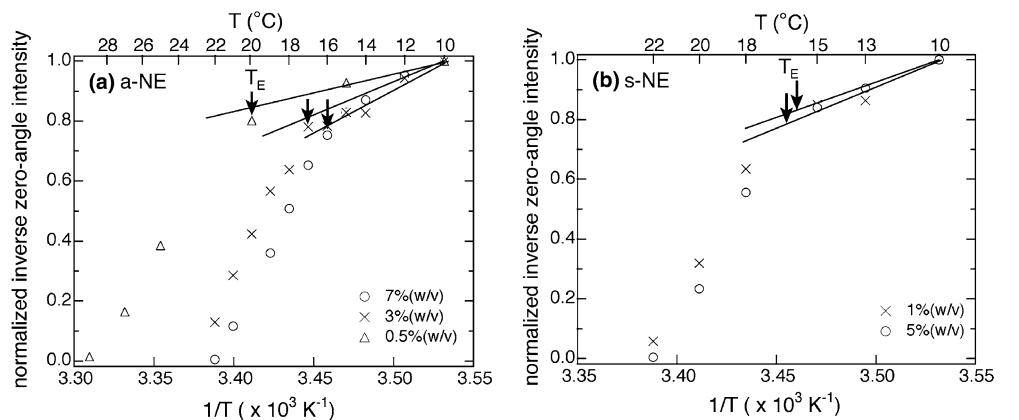 T (°C)
28 26 24 22 20 18 16 14 12 10
(a) a-NE
T_E
normalized inverse zero-angle intensity
1.0
0.8
0.6
0.4
0.2
0.0
7%(w/v)
3%(w/v)
0.5%(w/v)
3.30 3.35 3.40 3.45 3.50 3.55
1/T ( x 10³ K⁻¹)
T (°C)
22 20 18 15 13 10
(b) s-NE
T_E
normalized inverse zero-angle intensity
1.0
0.8
0.6
0.4
0.2
0.0
1%(w/v)
5%(w/v)
3.35 3.40 3.45 3.50 3.55
1/T ( x 10³ K⁻¹)